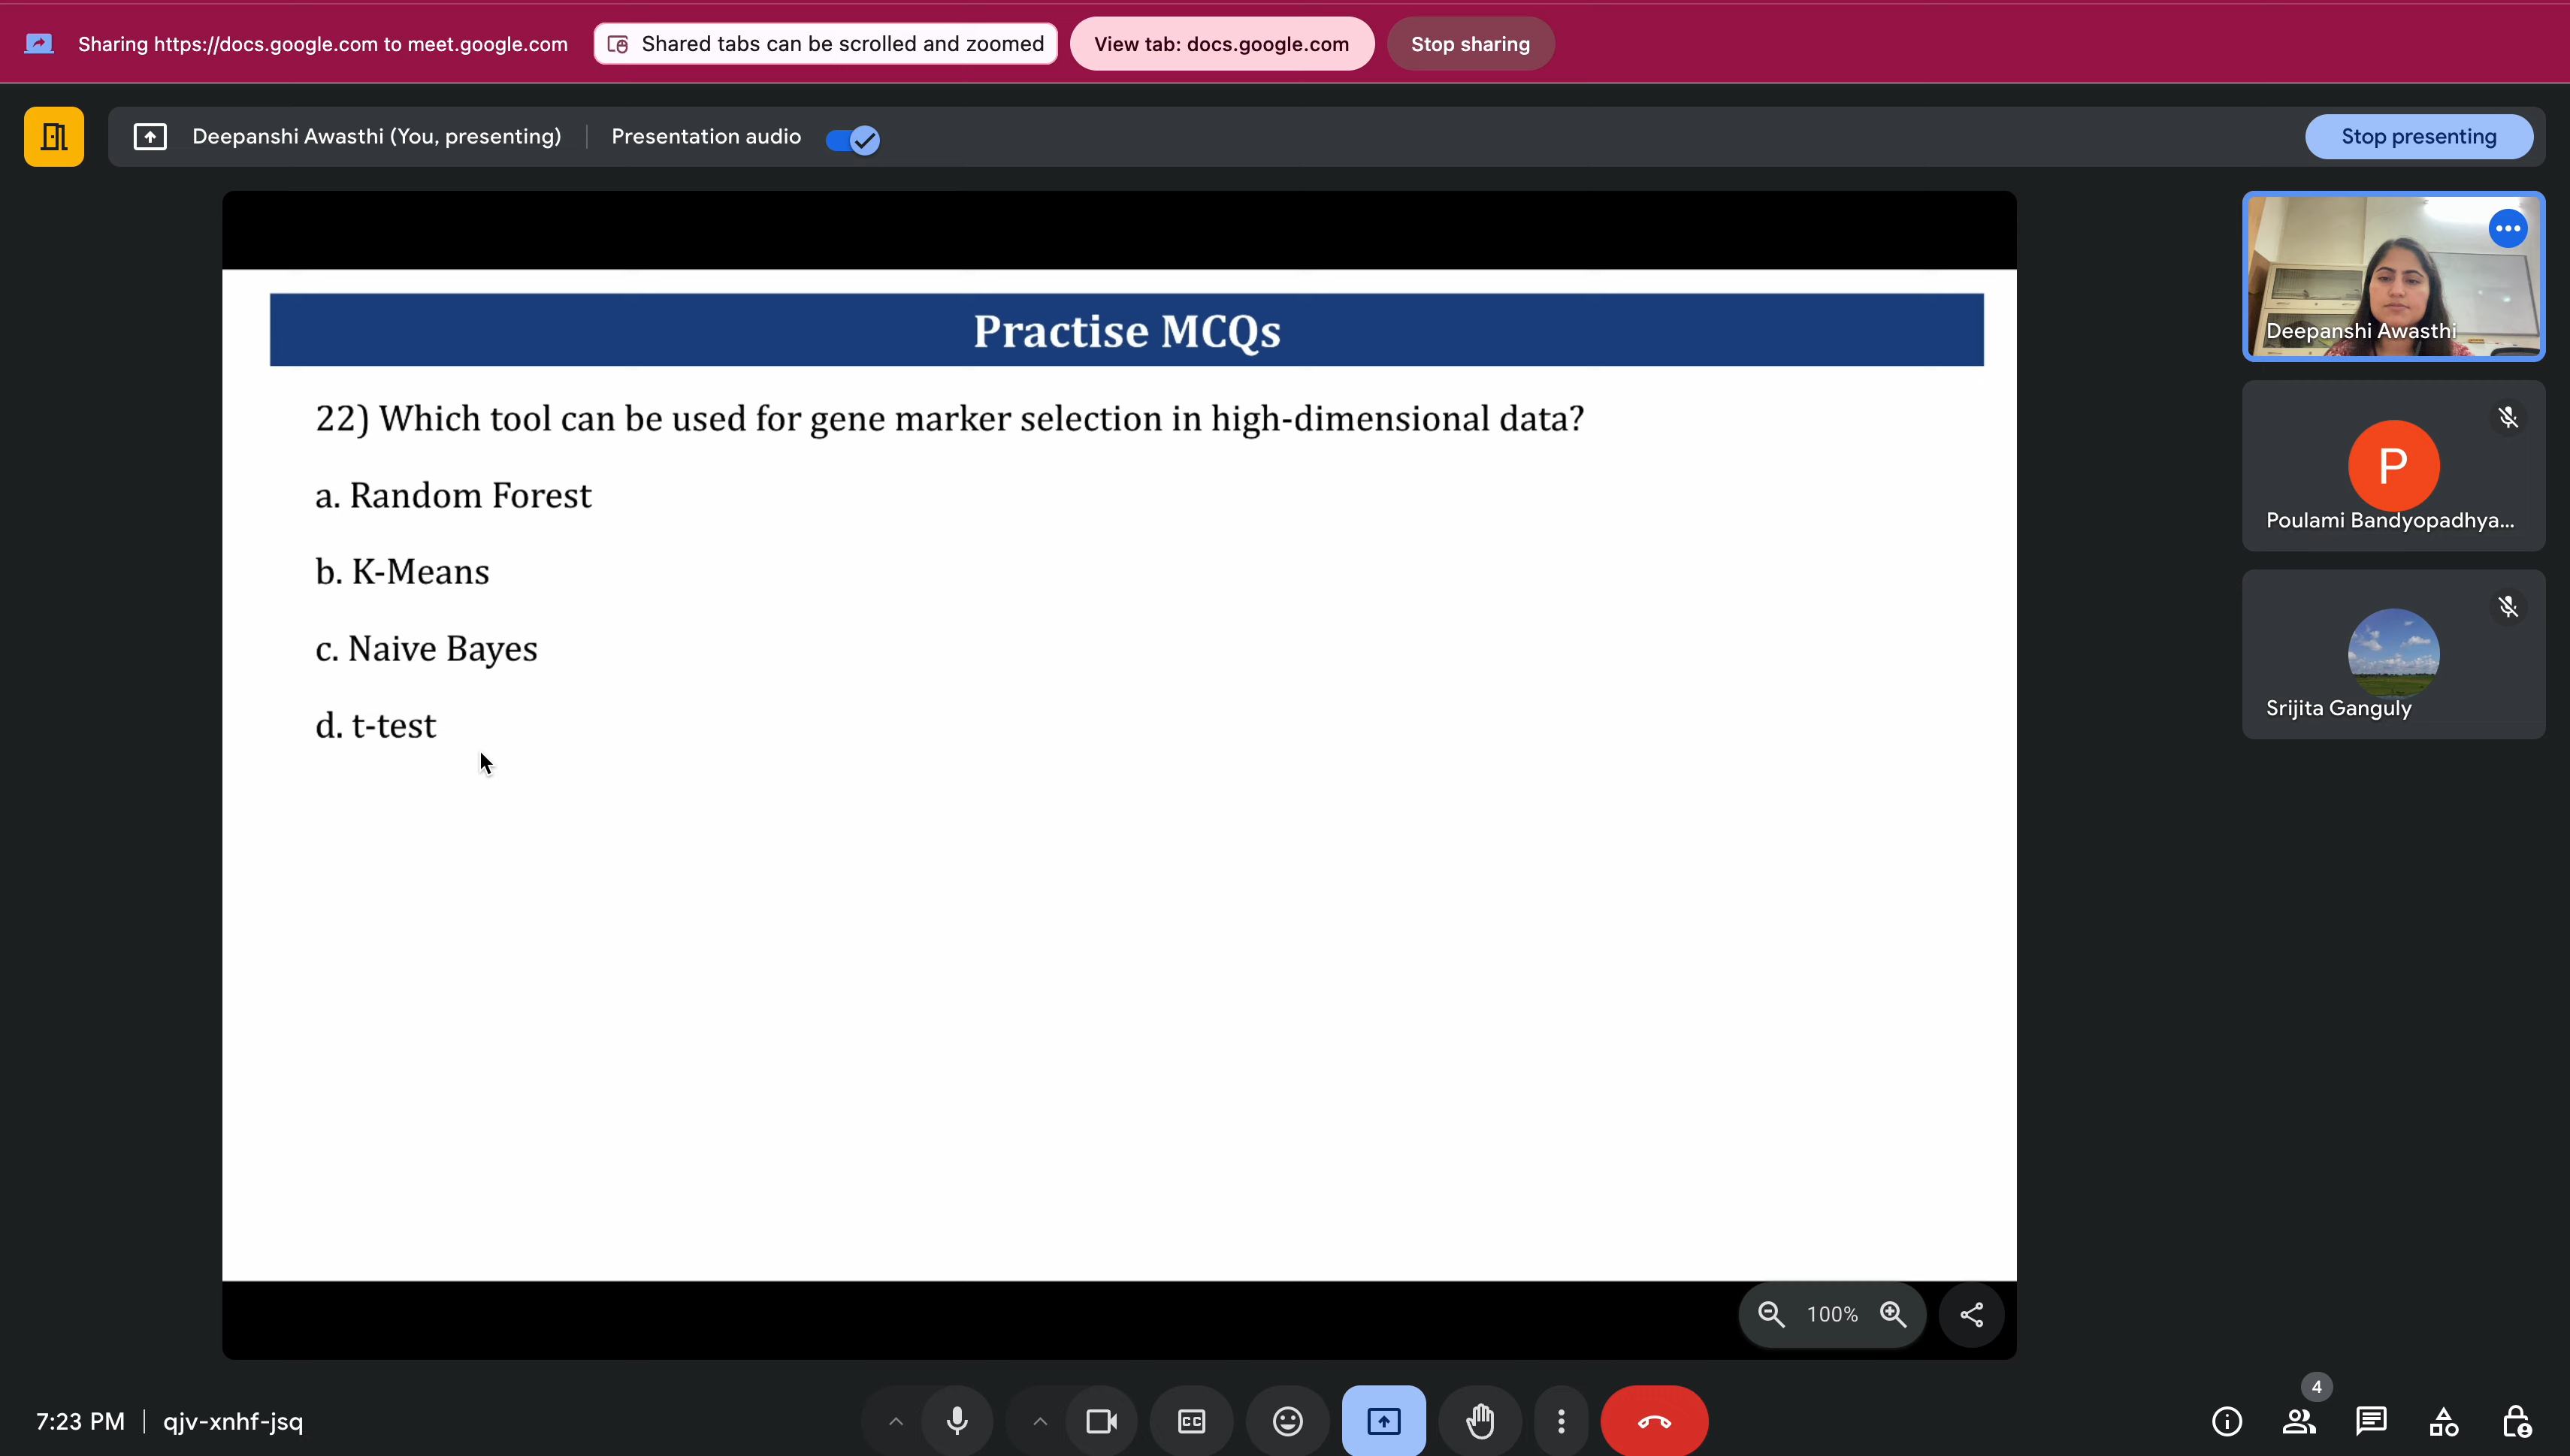 Sharing https://docs.google.com to meet.google.com
Shared tabs can be scrolled and zoomed
View tab: docs.google.com
Stop sharing
Deepanshi Awasthi (You, presenting)
Presentation audio
Stop presenting
Practise MCQs
22) Which tool can be used for gene marker selection in high-dimensional data?
a. Random Forest
b. K-Means
c. Naive Bayes
d. t-test
Deepanshi Awasthi
P
Poulami Bandyopadhya...
Srijita Ganguly
100%
7:23 PM
qjv-xnhf-jsq
CC
4